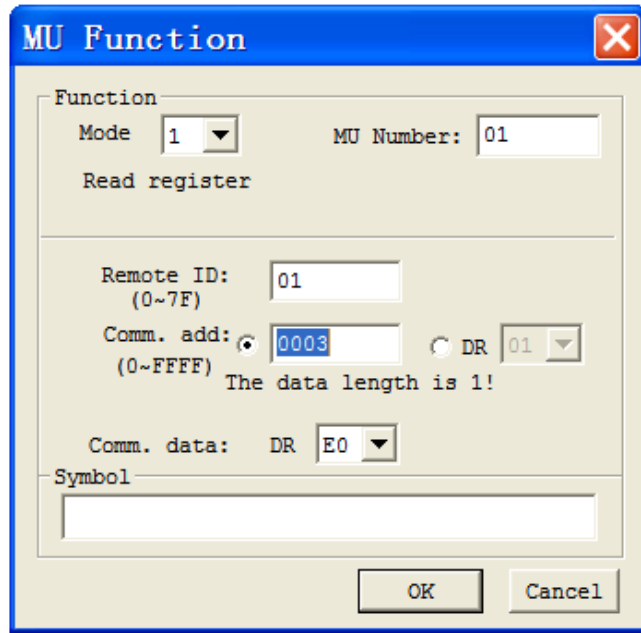 MU Function
Function
Mode 1 MU Number: 01
Read register
Remote ID: 01
(0~7F)
Comm. add: 0003 DR 01
(0~FFFF)
The data length is 1!
Comm. data: DR E0
Symbol
OK Cancel